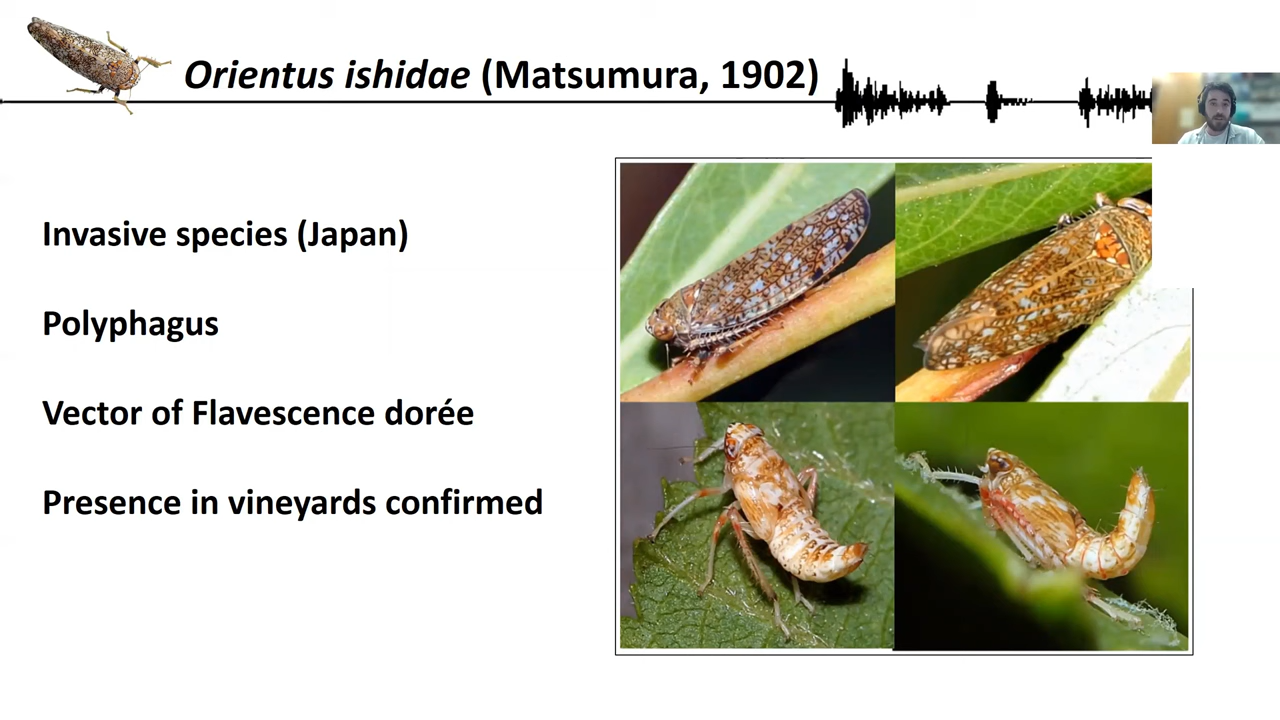 Orientus ishidae (Matsumura, 1902)
Invasive species (Japan)
Polyphagus
Vector of Flavescence dorée
Presence in vineyards confirmed